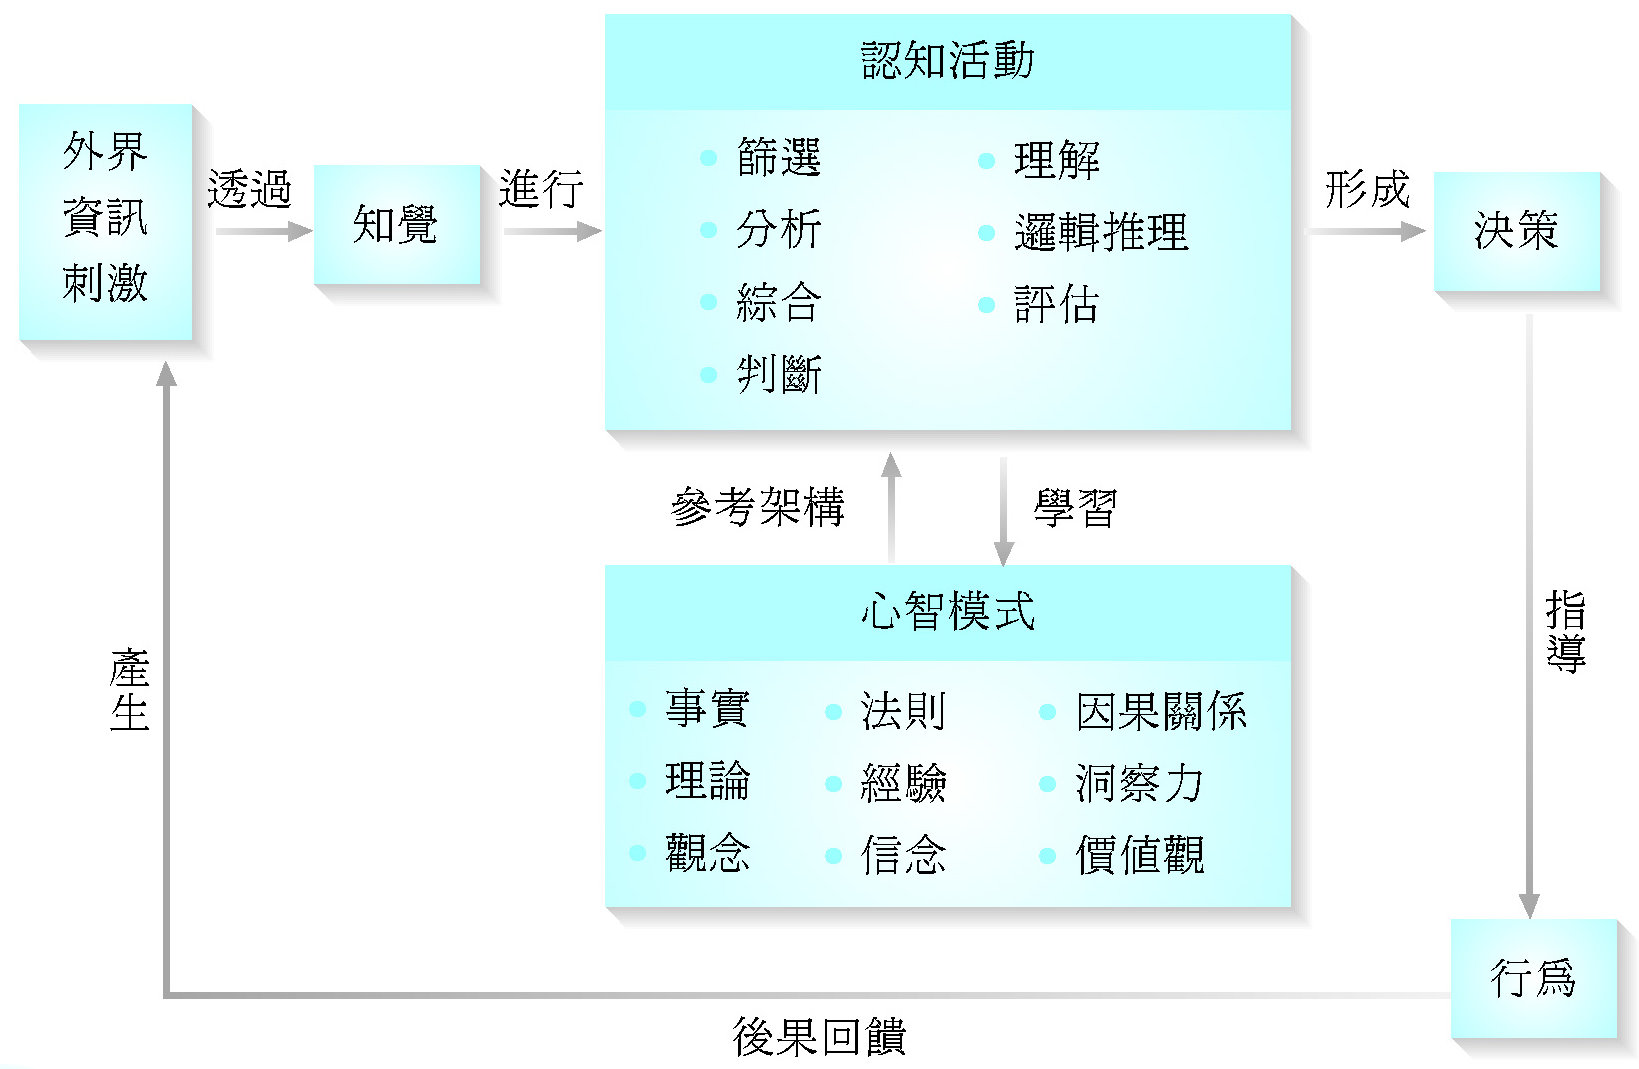 外界
資訊
刺激
透過
知覺
進行
認知活動
篩選
分析
綜合
判斷
理解
邏輯推理
評估
形成
決策
參考架構
學習
心智模式
事實
理論
觀念
法則
經驗
信念
因果關係
洞察力
價值觀
指導
行為
後果回饋
產生